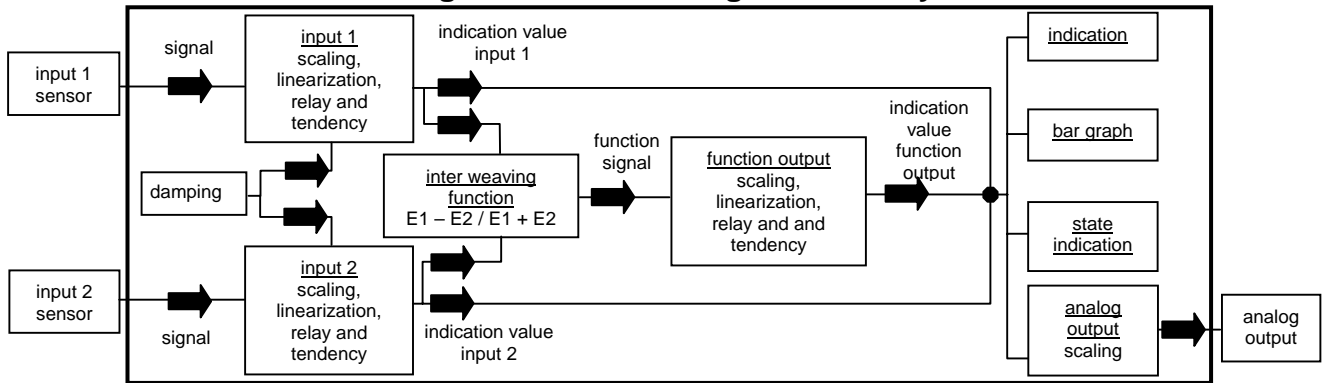 input 1
sensor
signal
input 1
scaling,
linearization,
relay and
tendency
indication value
input 1
damping
inter weaving
function
E1 – E2 / E1 + E2
function
signal
function output
scaling,
linearization,
relay and and
tendency
indication
value
function
output
indication
bar graph
state
indication
analog
output
scaling
analog
output
input 2
sensor
signal
input 2
scaling,
linearization,
relay and
tendency
indication value
input 2